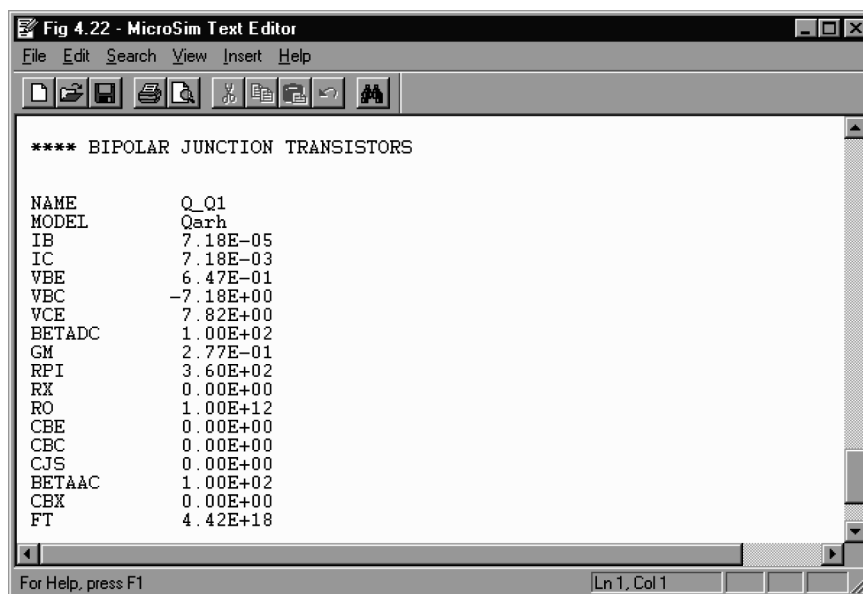 Fig 4.22 - MicroSim Text Editor
File Edit Search View Insert Help
**** BIPOLAR JUNCTION TRANSISTORS
NAME Q_Q1
MODEL Qarh
IB 7.18E-05
IC 7.18E-03
VBE 6.47E-01
VBC -7.18E+00
VCE 7.82E+00
BETADC 1.00E+02
GM 2.77E-01
RPI 3.60E+02
RX 0.00E+00
RO 1.00E+12
CBE 0.00E+00
CBC 0.00E+00
CJS 0.00E+00
BETAAC 1.00E+02
CBX 0.00E+00
FT 4.42E+18
For Help, press F1 Ln 1, Col 1